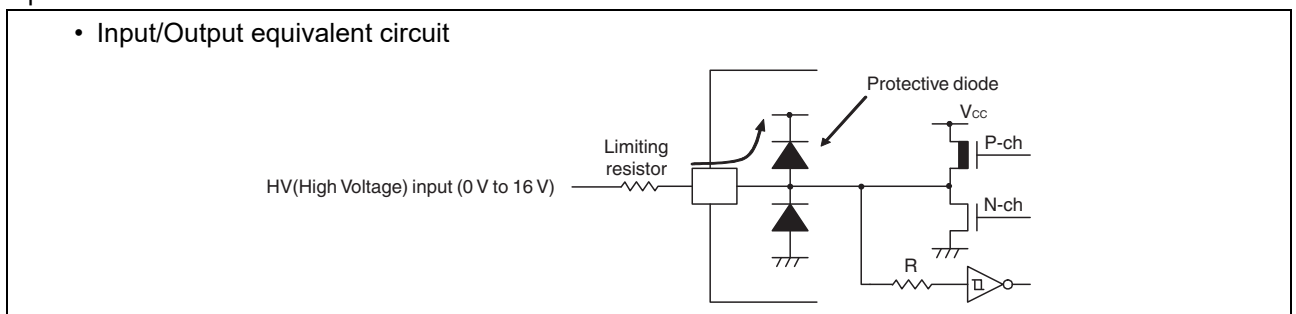 • Input/Output equivalent circuit
Protective diode
Vcc
P-ch
Limiting
resistor
HV(High Voltage) input (0 V to 16 V)
N-ch
R